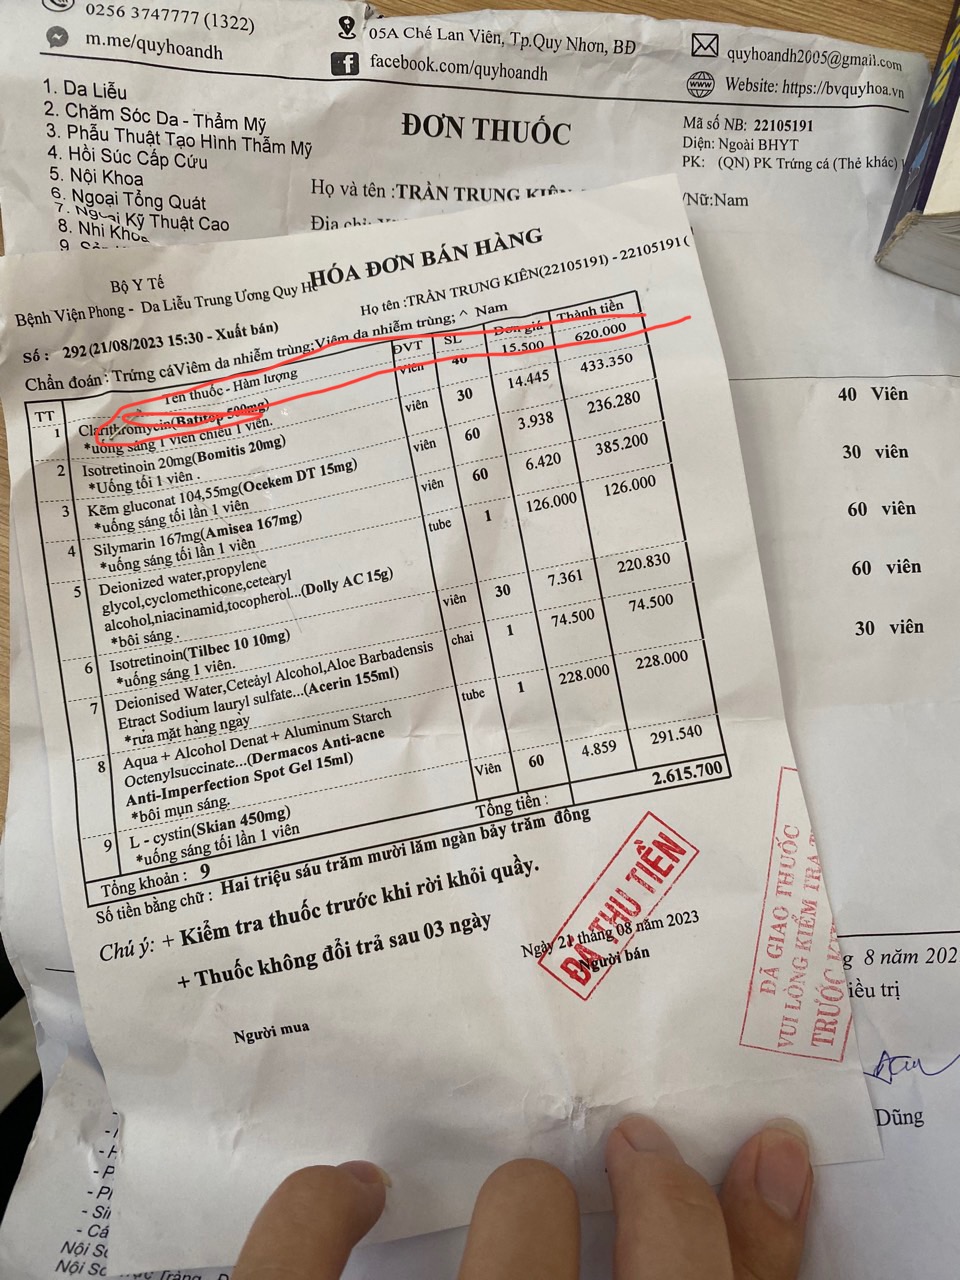 0256 3747777 (1322)
m.me/quyhoandh
05A Chế Lan Viên, Tp.Quy Nhơn, BĐ
facebook.com/quyhoandh
quyhoandh2005@gmail.com
Website: https://bvquyhoa.vn
1. Da Liễu
2. Chăm Sóc Da - Thẩm Mỹ
3. Phẫu Thuật Tạo Hình Thẩm Mỹ
4. Hồi Sức Cấp Cứu
5. Nội Khoa
6. Ngoại Tổng Quát
7. Ngoại Kỹ Thuật Cao
8. Nhi Khoa
9
ĐƠN THUỐC
Mã số NB: 22105191
Diện: Ngoài BHYT
PK: (QN) PK Trứng cá (Thẻ khác)
Họ và tên :TRẦN TRUNG KIÊN
/Nữ:Nam
Địa chỉ:
Bộ Y Tế
Bệnh Viện Phong - Da Liễu Trung Ương Quy H
HÓA ĐƠN BÁN HÀNG
Số : 292(21/08/2023 15:30 - Xuất bán)
Họ tên :TRẦN TRUNG KIÊN(22105191) - 22105191(
Chẩn đoán : Trứng cáViêm da nhiễm trùng;Viêm da nhiễm trùng; ^ Nam
TT Tên thuốc - Hàm lượng ĐVT SL Đơn giá Thành tiền
1 Clarithromycin(Batitop 500mg) viên 40 15.500 620.000
*uống sáng 1 viên chiều 1 viên.
2 Isotretinoin 20mg(Bomitis 20mg) viên 30 14.445 433.350
*Uống tối 1 viên .
3 Kẽm gluconat 104,55mg(Ocekem DT 15mg) viên 60 3.938 236.280
*uống sáng tối lần 1 viên
4 Silymarin 167mg(Amisea 167mg) viên 60 6.420 385.200
*uống sáng tối lần 1 viên
5 Deionized water,propylene tube 1 126.000 126.000
glycol,cyclomethicone,cetearyl
alcohol,niacinamid,tocopherol...(Dolly AC 15g)
*bôi sáng .
6 Isotretinoin(Tilbec 10 10mg) viên 30 7.361 220.830
*uống sáng 1 viên.
7 Deionised Water,Ceteảyl Alcohol,Aloe Barbadensis chai 1 74.500 74.500
Etract Sodium lauryl sulfate...(Acerin 155ml)
*rửa mặt hàng ngày
8 Aqua + Alcohol Denat + Aluminum Starch tube 1 228.000 228.000
Octenylsuccinate...(Dermacos Anti-acne
Anti-Imperfection Spot Gel 15ml)
*bôi mụn sáng.
9 L - cystin(Skian 450mg) Viên 60 4.859 291.540
*uống sáng tối lần 1 viên
Tổng khoản : 9 Tổng tiền : 2.615.700
Số tiền bằng chữ : Hai triệu sáu trăm mười lăm ngàn bảy trăm đồng
Chú ý: + Kiểm tra thuốc trước khi rời khỏi quầy.
+ Thuốc không đổi trả sau 03 ngày
Ngày 21 tháng 08 năm 2023
Người bán
Người mua
ĐÃ THU TIỀN
ĐÃ GIAO THUỐC
VUI LÒNG KIỂM TRA
TRƯỚC
40 Viên
30 viên
60 viên
60 viên
30 viên
g 8 năm 202
iều trị
Dũng
Nội
Nội